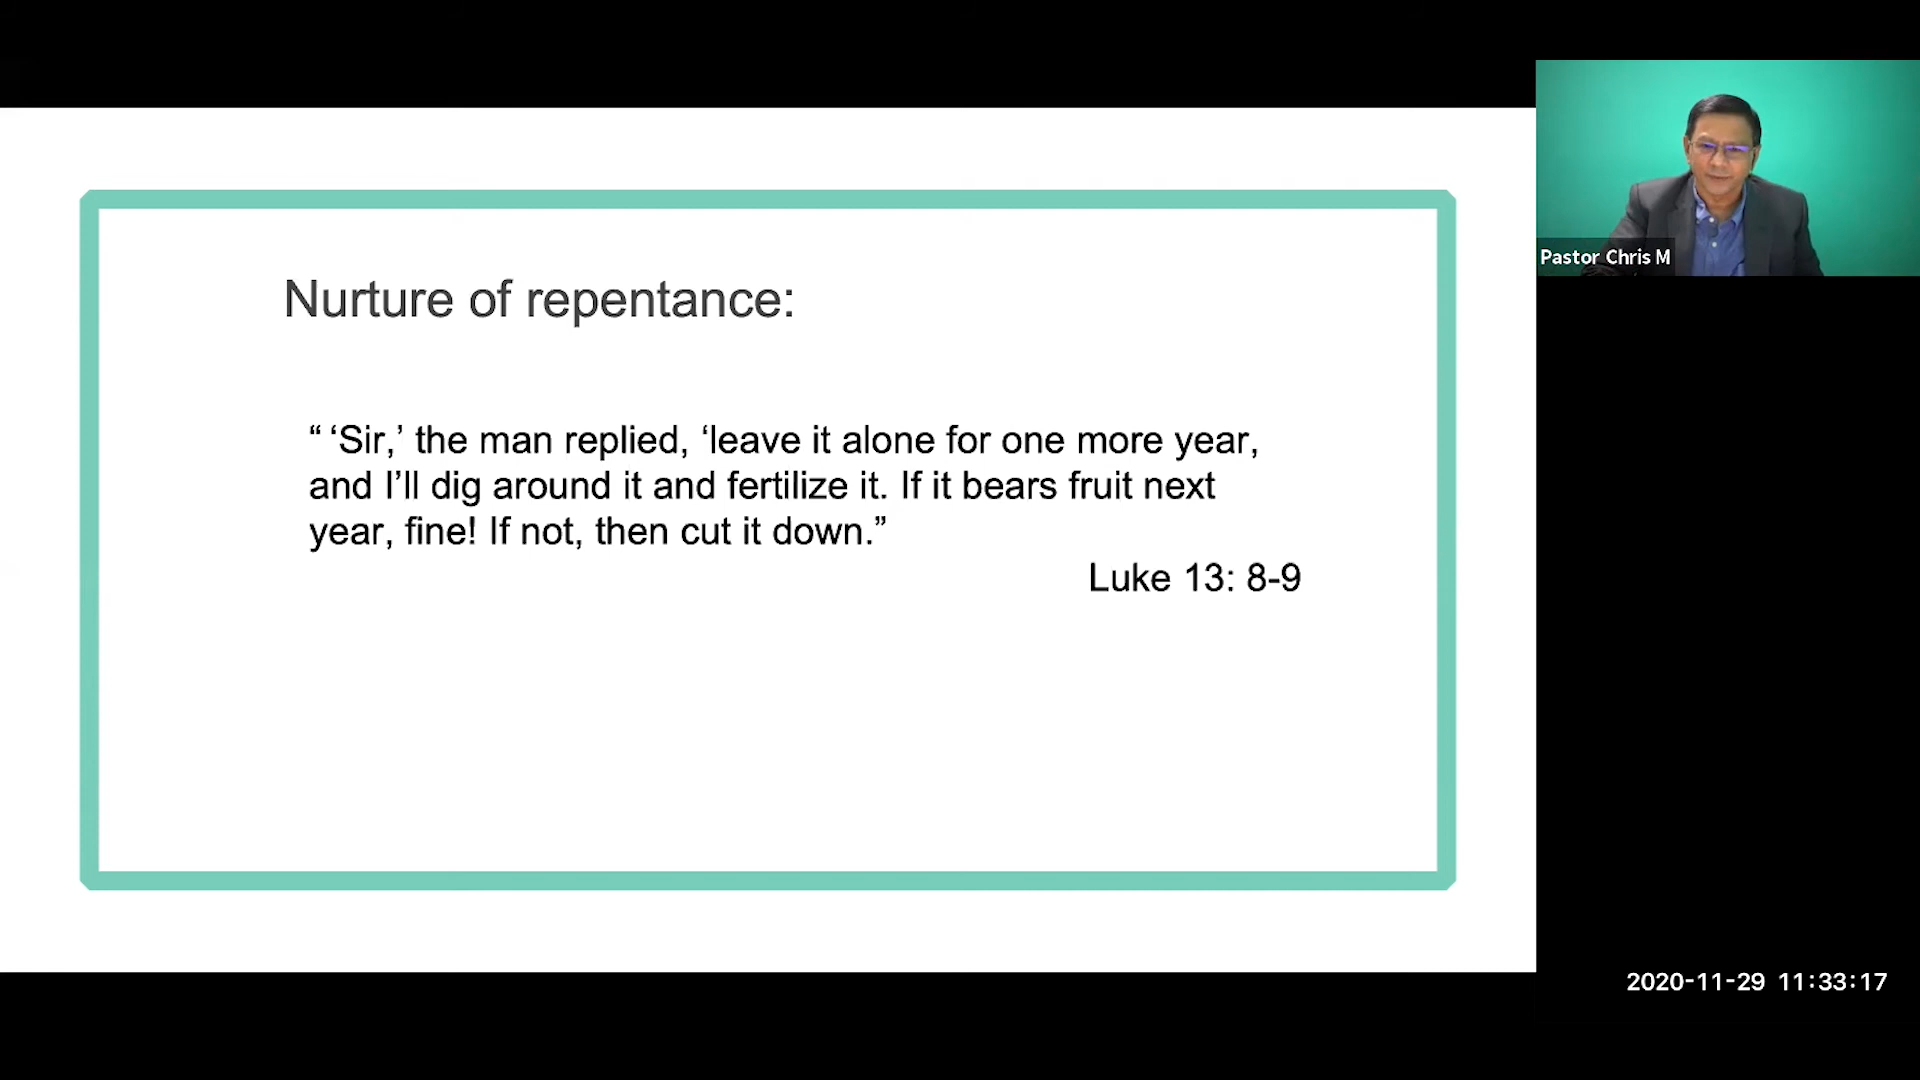 Nurture of repentance:
“ ‘Sir,’ the man replied, ‘leave it alone for one more year,
and I’ll dig around it and fertilize it. If it bears fruit next
year, fine! If not, then cut it down.”
Luke 13: 8-9
Pastor Chris M
2020-11-29 11:33:17